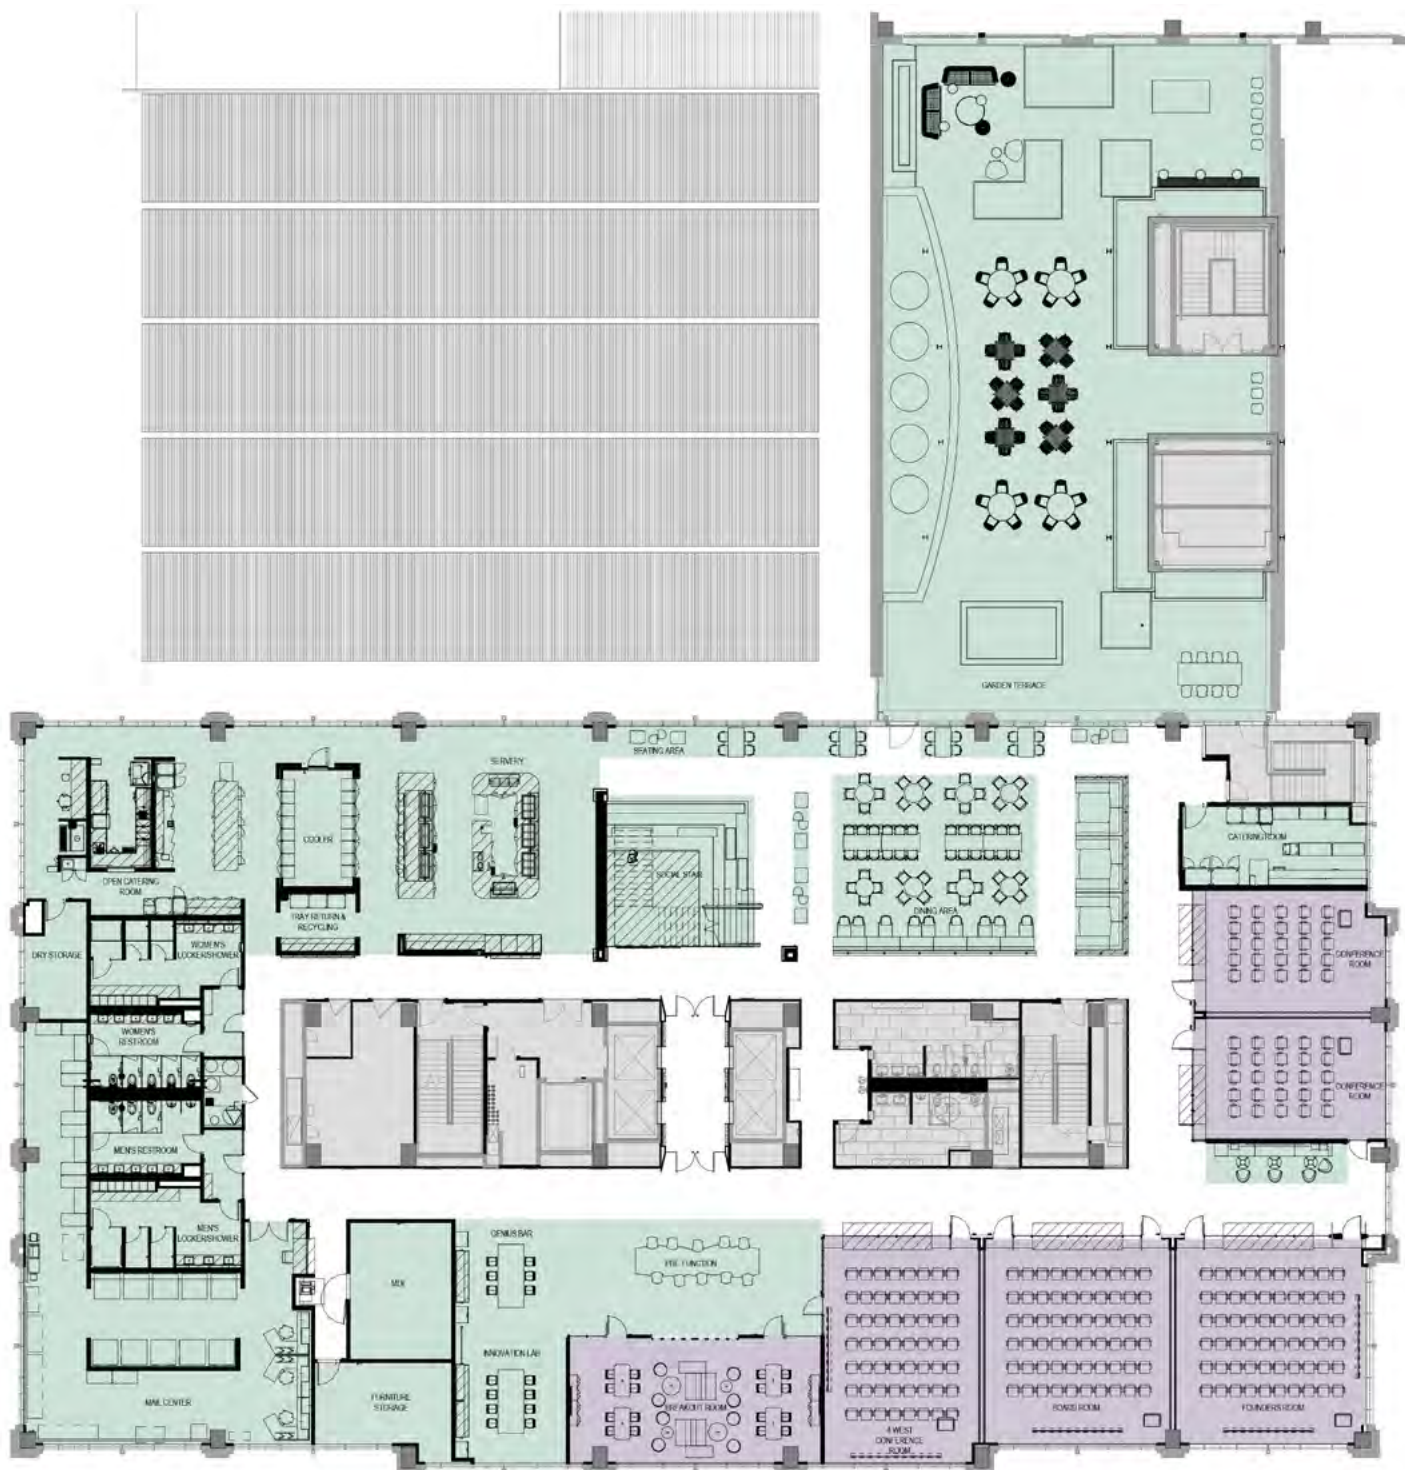 GARDEN TERRACE
SEATING AREA
SERVERY
COOLER
CATERING ROOM
SOCIAL STAIR
OPEN CATERING
ROOM
DINING AREA
TRAY RETURN &
RECYCLING
WOMEN'S
LOCKER/SHOWER
DRY STORAGE
CONFERENCE
ROOM
WOMEN'S
RESTROOM
CONFERENCE
ROOM
MEN'S RESTROOM
MEN'S
LOCKER/SHOWER
GENIUS BAR
PRE-FUNCTION
INNOVATION LAB
MAIL CENTER
FURNITURE
STORAGE
BREAKOUT ROOM
4 WEST
CONFERENCE
ROOM
BOARD ROOM
FOUNDERS ROOM